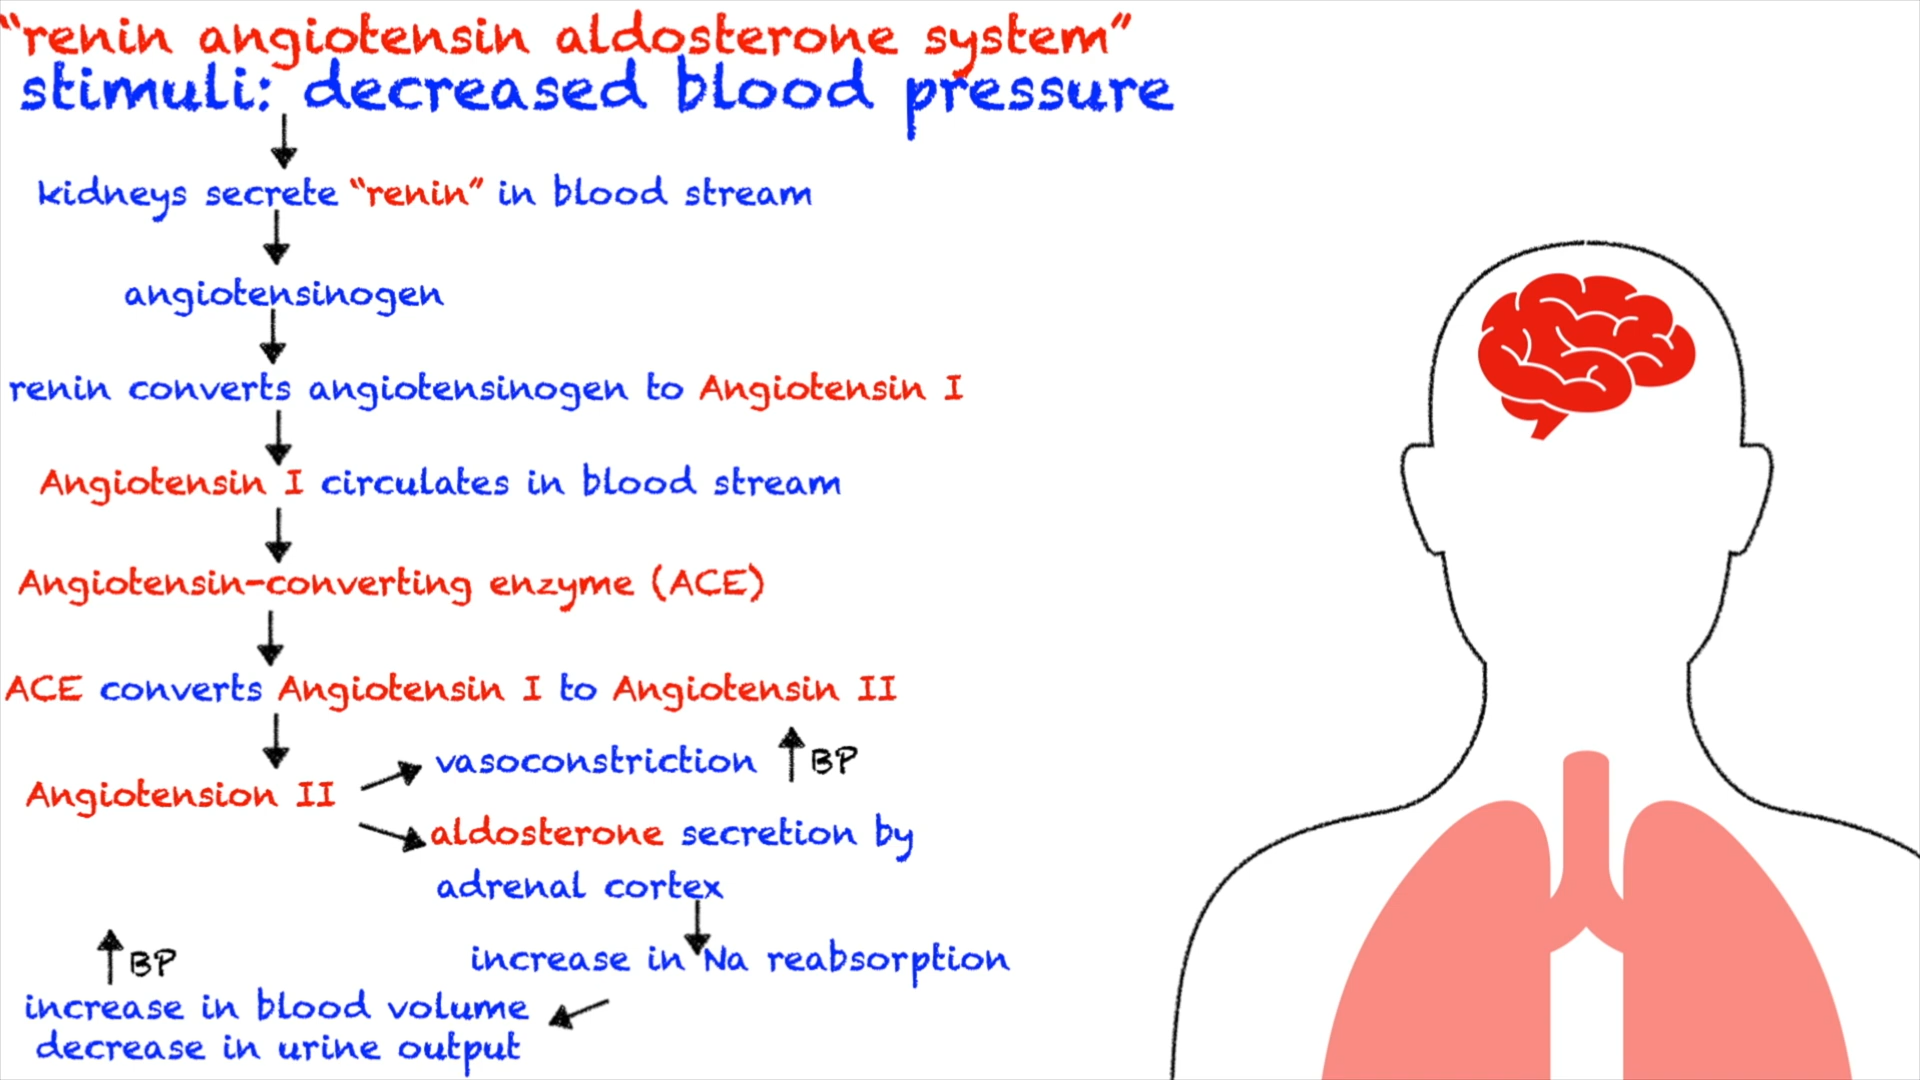 “renin angiotensin aldosterone system”
stimuli: decreased blood pressure
kidneys secrete “renin” in blood stream
angiotensinogen
renin converts angiotensinogen to Angiotensin I
Angiotensin I circulates in blood stream
Angiotensin-converting enzyme (ACE)
ACE converts Angiotensin I to Angiotensin II
Angiotension II
vasoconstriction BP
aldosterone secretion by
adrenal cortex
increase in Na reabsorption
BP
increase in blood volume
decrease in urine output